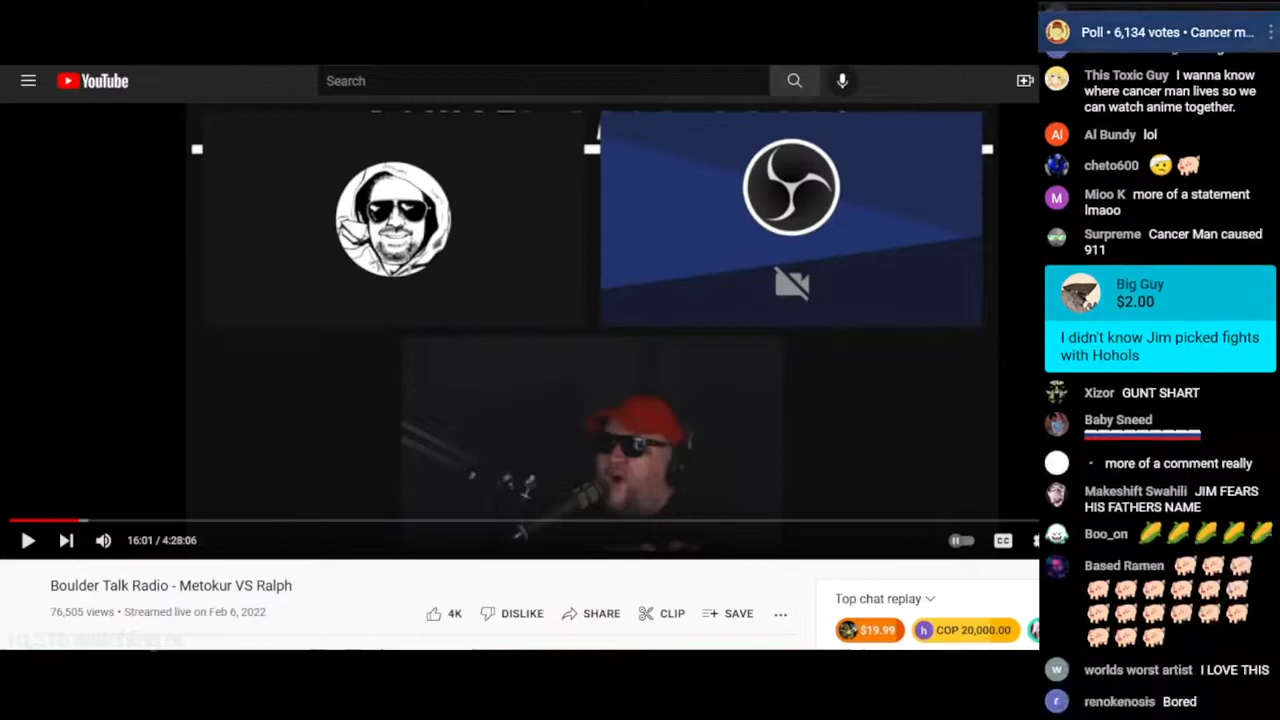 YouTube
Search
16:01 / 4:28:06
CC
Boulder Talk Radio - Metokur VS Ralph
76,505 views • Streamed live on Feb 6, 2022
4K
DISLIKE
SHARE
CLIP
SAVE
Top chat replay
$19.99
h
COP 20,000.00
Poll • 6,134 votes • Cancer m...
This Toxic Guy I wanna know
where cancer man lives so we
can watch anime together.
Al
Al Bundy lol
cheto600
M
Mioo K more of a statement
lmaoo
Surpreme Cancer Man caused
911
Big Guy
$2.00
I didn't know Jim picked fights
with Hohols
Xizor GUNT SHART
Baby Sneed
- more of a comment really
Makeshift Swahili JIM FEARS
HIS FATHERS NAME
Boo_on
Based Ramen
w
worlds worst artist I LOVE THIS
r
renokenosis Bored